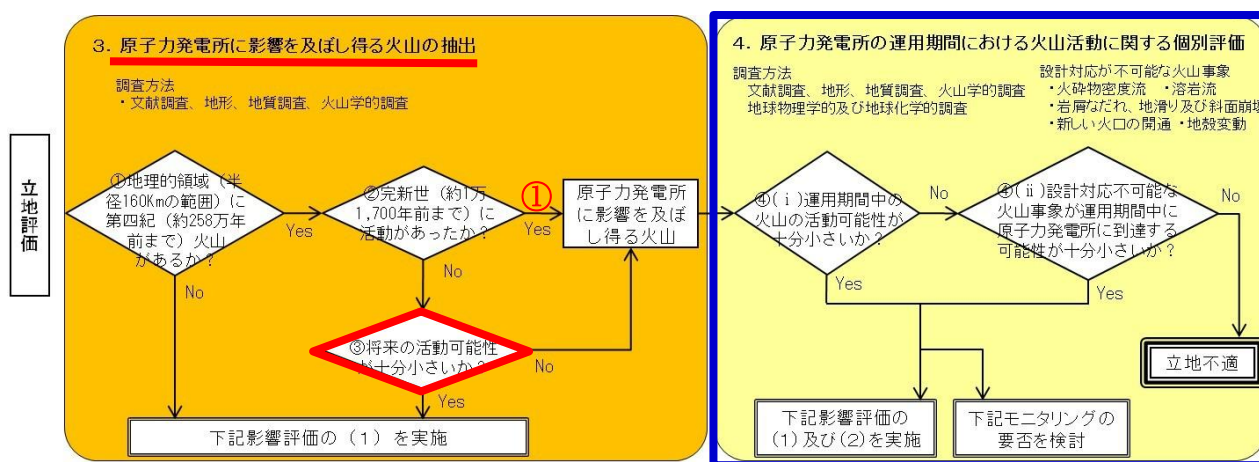 立地評価
3. 原子力発電所に影響を及ぼし得る火山の抽出
調査方法
・文献調査、地形、地質調査、火山学的調査
①地理的領域（半
径160Kmの範囲）に
第四紀（約258万年
前まで）火山
があるか？
Yes
No
②完新世（約1万
1,700年前まで）に
活動があったか？
①
Yes
No
原子力発電所
に影響を及ぼ
し得る火山
③将来の活動可能性
が十分小さいか？
No
Yes
下記影響評価の（1）を実施
4. 原子力発電所の運用期間における火山活動に関する個別評価
調査方法
文献調査、地形、地質調査、火山学的調査
地球物理学的及び地球化学的調査
設計対応が不可能な火山事象
・火砕物密度流 ・溶岩流
・岩屑なだれ、地滑り及び斜面崩壊
・新しい火口の開通 ・地殻変動
④(ⅰ)運用期間中の
火山の活動可能性が
十分小さいか？
No
Yes
④(ⅱ)設計対応不可能な
火山事象が運用期間中に
原子力発電所に到達する
可能性が十分小さいか？
No
Yes
立地不適
下記影響評価の
(1)及び(2)を実施
下記モニタリングの
要否を検討